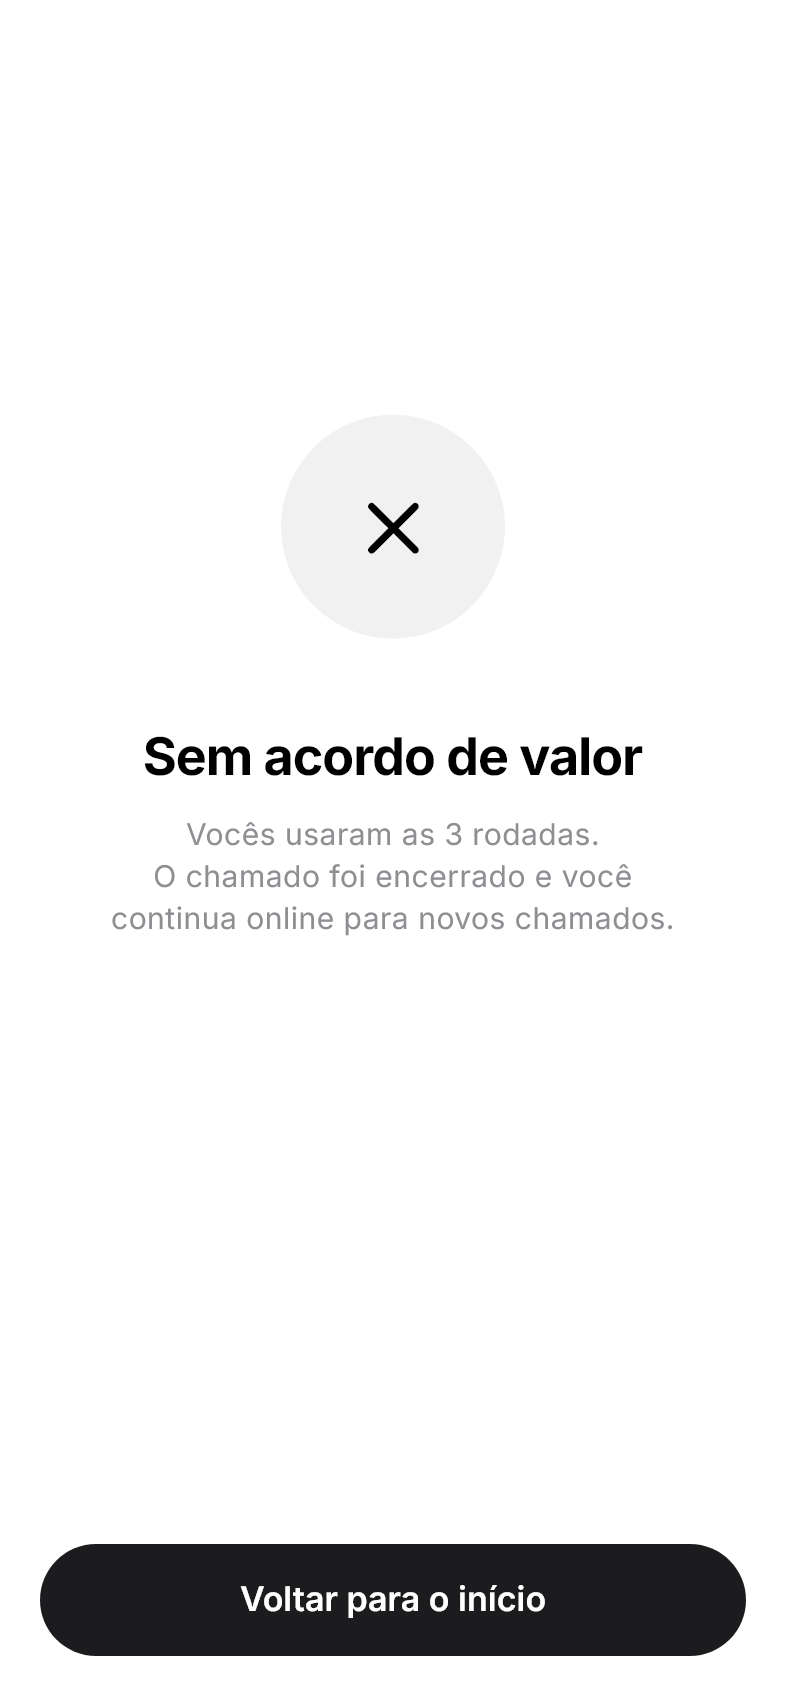 Sem acordo de valor
Vocês usaram as 3 rodadas.
O chamado foi encerrado e você
continua online para novos chamados.
Voltar para o início